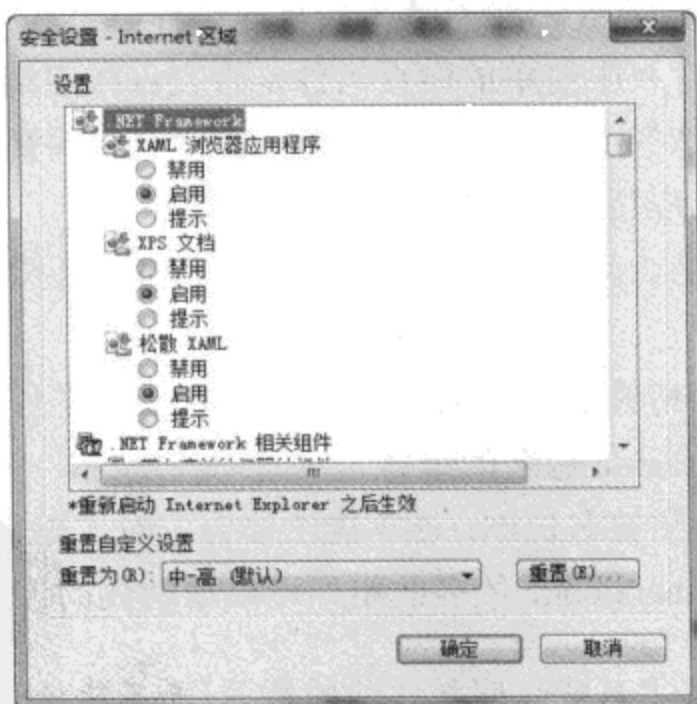 安全设置 - Internet 区域
设置
.NET Framework
XAML 浏览器应用程序
禁用
启用
提示
XPS 文档
禁用
启用
提示
松散 XAML
禁用
启用
提示
.NET Framework 相关组件
*重新启动 Internet Explorer 之后生效
重置自定义设置
重置为(R): 中-高 (默认) 重置(E)...
确定 取消